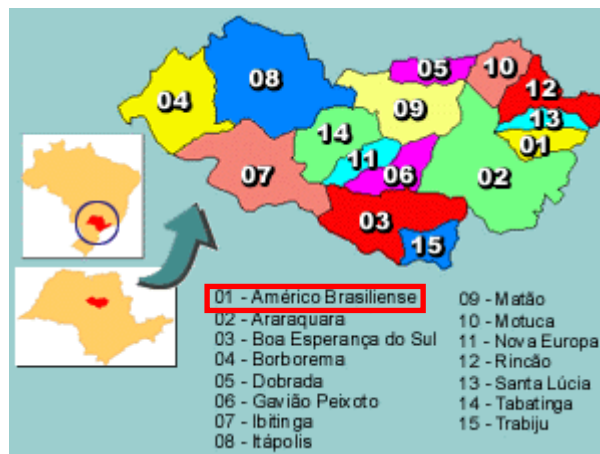 05
10
08
12
04
09
13
14
01
11
06
02
07
03
15
01 - Américo Brasiliense
02 - Araraquara
03 - Boa Esperança do Sul
04 - Borborema
05 - Dobrada
06 - Gavião Peixoto
07 - Ibitinga
08 - Itápolis
09 - Matão
10 - Motuca
11 - Nova Europa
12 - Rincão
13 - Santa Lúcia
14 - Tabatinga
15 - Trabiju